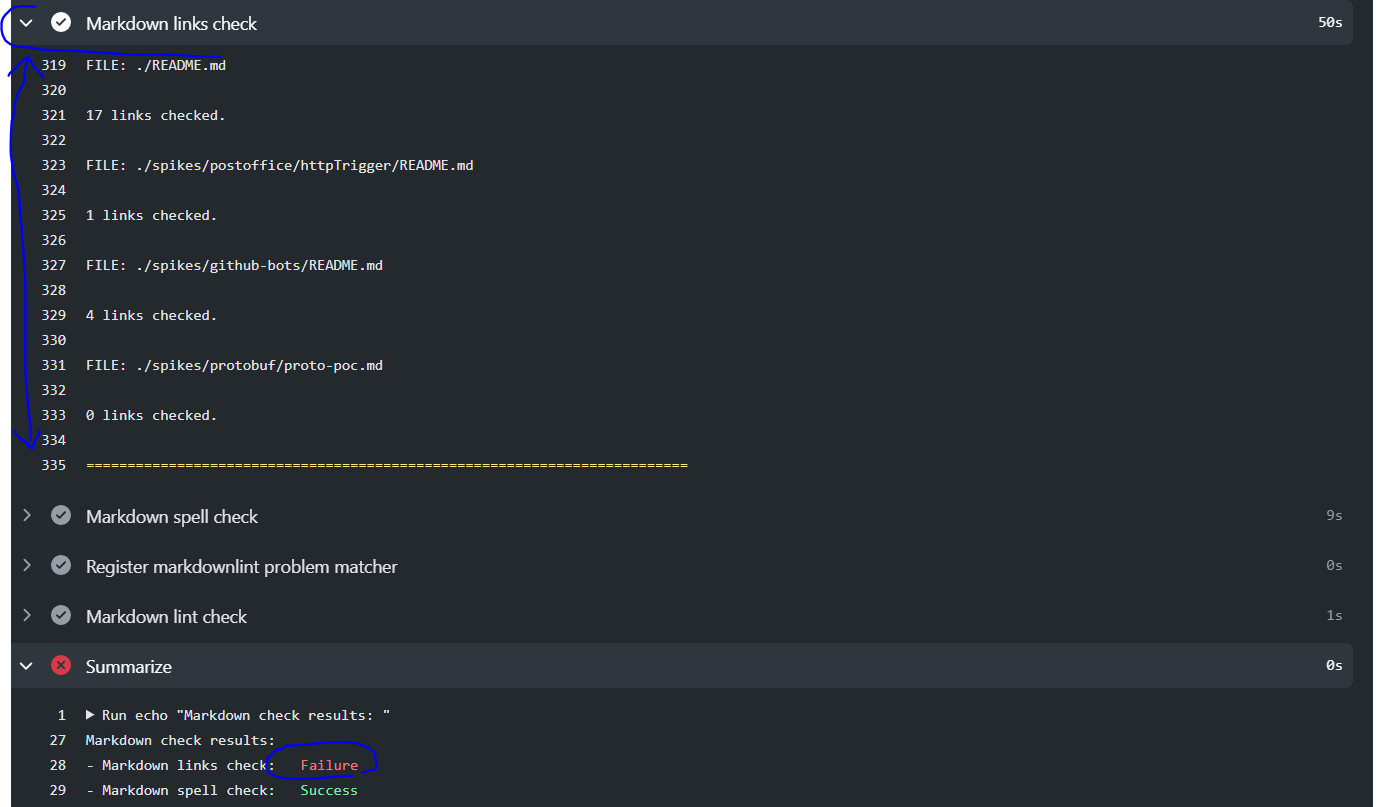 Markdown links check 50s
319 FILE: ./README.md
320
321 17 links checked.
322
323 FILE: ./spikes/postoffice/httpTrigger/README.md
324
325 1 links checked.
326
327 FILE: ./spikes/github-bots/README.md
328
329 4 links checked.
330
331 FILE: ./spikes/protobuf/proto-poc.md
332
333 0 links checked.
334
335 =========================================================================
Markdown spell check 9s
Register markdownlint problem matcher 0s
Markdown lint check 1s
Summarize 0s
1 ▶ Run echo "Markdown check results: "
27 Markdown check results:
28 - Markdown links check: Failure
29 - Markdown spell check: Success